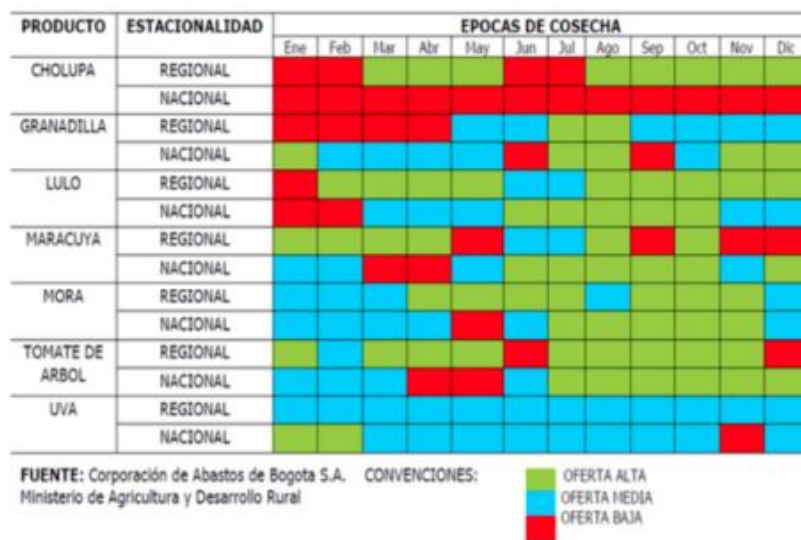 PRODUCTO ESTACIONALIDAD EPOCAS DE COSECHA
Ene Feb Mar Abr May Jun Jul Ago Sep Oct Nov Dic
CHOLUPA REGIONAL
NACIONAL
GRANADILLA REGIONAL
NACIONAL
LULO REGIONAL
NACIONAL
MARACUYA REGIONAL
NACIONAL
MORA REGIONAL
NACIONAL
TOMATE DE ARBOL REGIONAL
NACIONAL
UVA REGIONAL
NACIONAL
FUENTE: Corporación de Abastos de Bogota S.A. CONVENCIONES: OFERTA ALTA
Ministerio de Agricultura y Desarrollo Rural OFERTA MEDIA
OFERTA BAJA